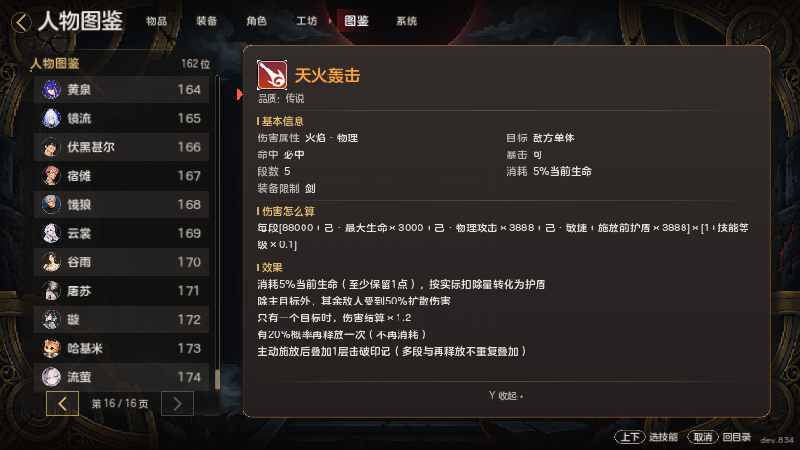 人物图鉴 物品 装备 角色 工坊 图鉴 系统
人物图鉴 162 位
黄泉 164
镜流 165
伏黑甚尔 166
宿傩 167
饿狼 168
云裳 169
谷雨 170
屠苏 171
璇 172
哈基米 173
流萤 174
第 16 / 16 页
天火轰击
品质: 传说
基本信息
伤害属性 火焰 · 物理 目标 敌方单体
命中 必中 暴击 可
段数 5 消耗 5%当前生命
装备限制 剑
伤害怎么算
每段[88000 + 己 · 最大生命 × 3000 + 己 · 物理攻击 × 3888 + 己 · 敏捷 + 施放前护盾 × 3888] × [1+技能等
级 × 0.1]
效果
消耗5%当前生命（至少保留1点），按实际扣除量转化为护盾
除主目标外，其余敌人受到50%扩散伤害
只有一个目标时，伤害结算 × 1.2
有20%概率再释放一次（不再消耗）
主动施放后叠加1层击破印记（多段与再释放不重复叠加）
Y 收起
上下 选技能 取消 回目录 dev.834